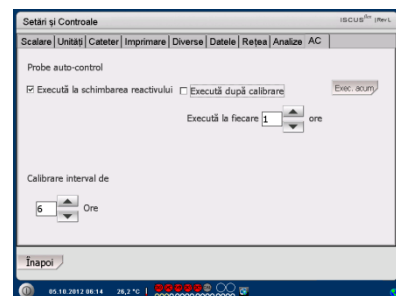 Setări și Controale
Scalare Unități Cateter Imprimare Diverse Datele Rețea Analize AC
Probe auto-control
Execută la schimbarea reactivului Execută după calibrare Exec. acum
Execută la fiecare 1 ore
Calibrare interval de
6 Ore
Înapoi
05.10.2012 06:14 26,2 °C